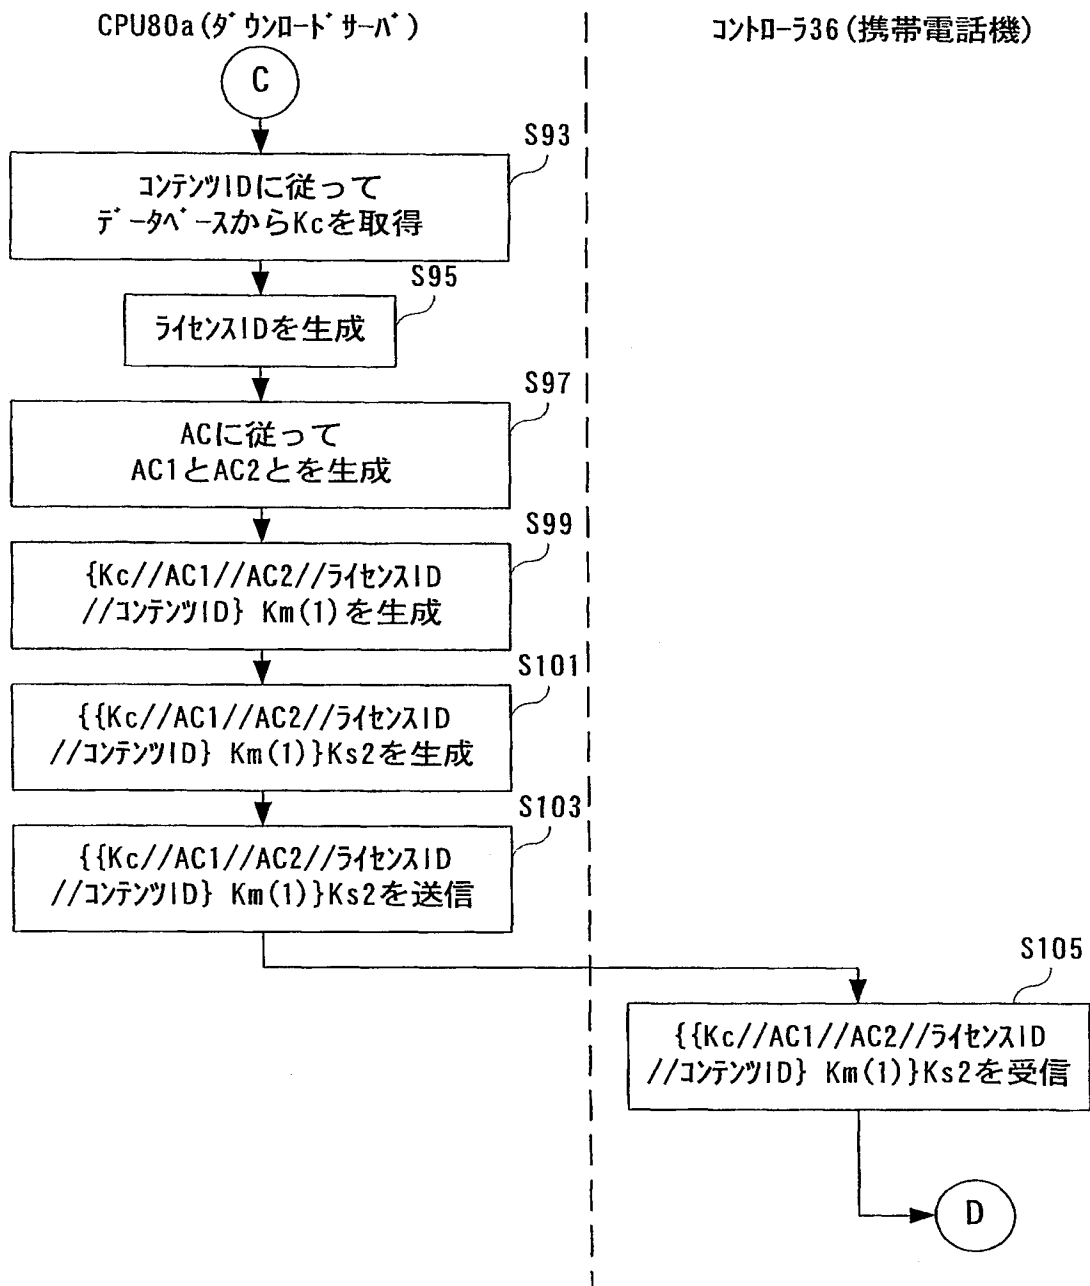 CPU80a(ﾀﾞｳﾝﾛｰﾄﾞｻｰﾊﾞ)
ｺﾝﾄﾛｰﾗ36(携帯電話機)
C
S93
ｺﾝﾃﾝﾂIDに従って
ﾃﾞｰﾀﾍﾞｰｽからKcを取得
S95
ﾗｲｾﾝｽIDを生成
S97
ACに従って
AC1とAC2とを生成
S99
{Kc//AC1//AC2//ﾗｲｾﾝｽID
//ｺﾝﾃﾝﾂID} Km(1)を生成
S101
{{Kc//AC1//AC2//ﾗｲｾﾝｽID
//ｺﾝﾃﾝﾂID} Km(1)}Ks2を生成
S103
{{Kc//AC1//AC2//ﾗｲｾﾝｽID
//ｺﾝﾃﾝﾂID} Km(1)}Ks2を送信
S105
{{Kc//AC1//AC2//ﾗｲｾﾝｽID
//ｺﾝﾃﾝﾂID} Km(1)}Ks2を受信
D